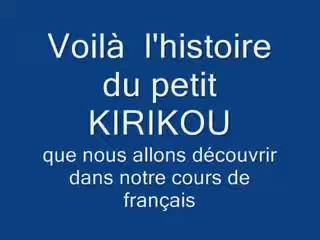 Voilà l'histoire
du petit
KIRIKOU
que nous allons découvrir
dans notre cours de
français